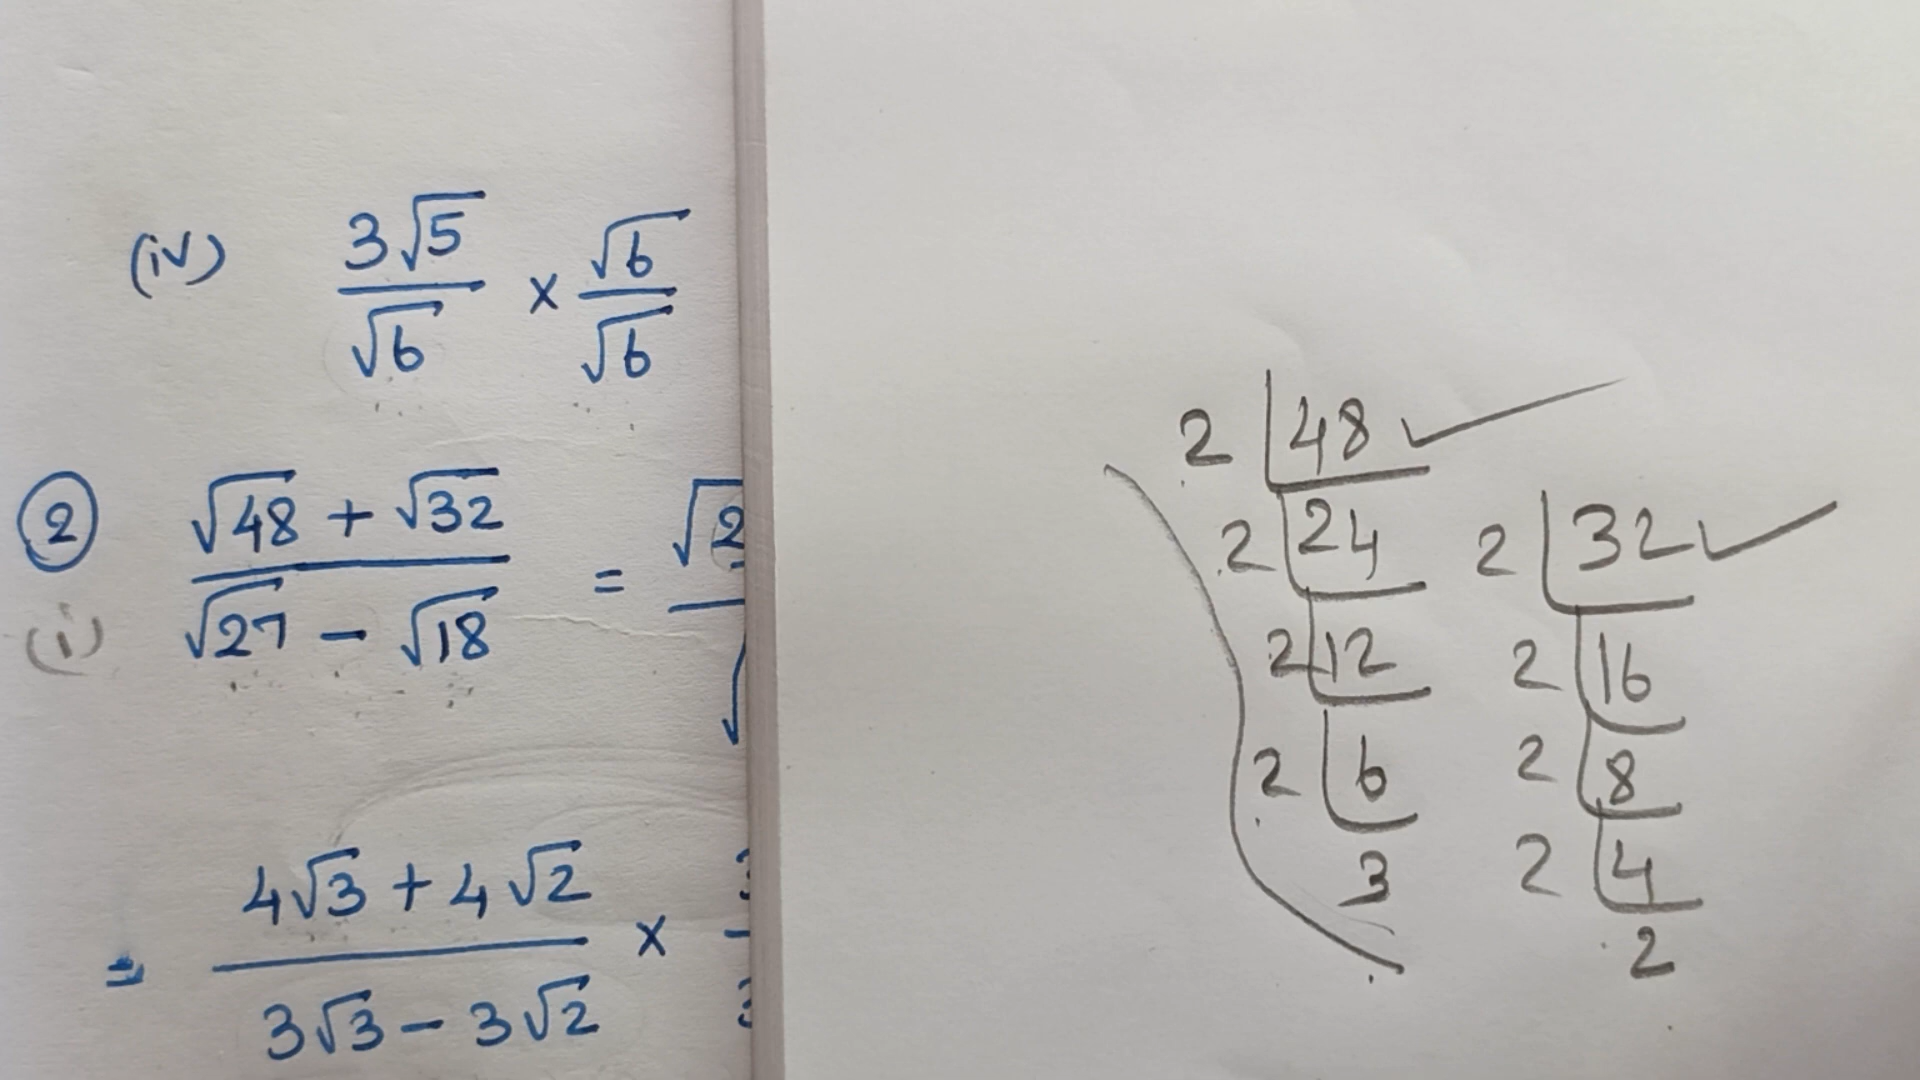 (iv) 3√5/√6 × √6/√6
② (√48 + √32)/(√27 − √18) = √2
(i)
= (4√3 + 4√2)/(3√3 − 3√2) ×
2 | 48 ✓
2 | 24
2 | 12
2 | 6
3
2 | 32 ✓
2 | 16
2 | 8
2 | 4
2